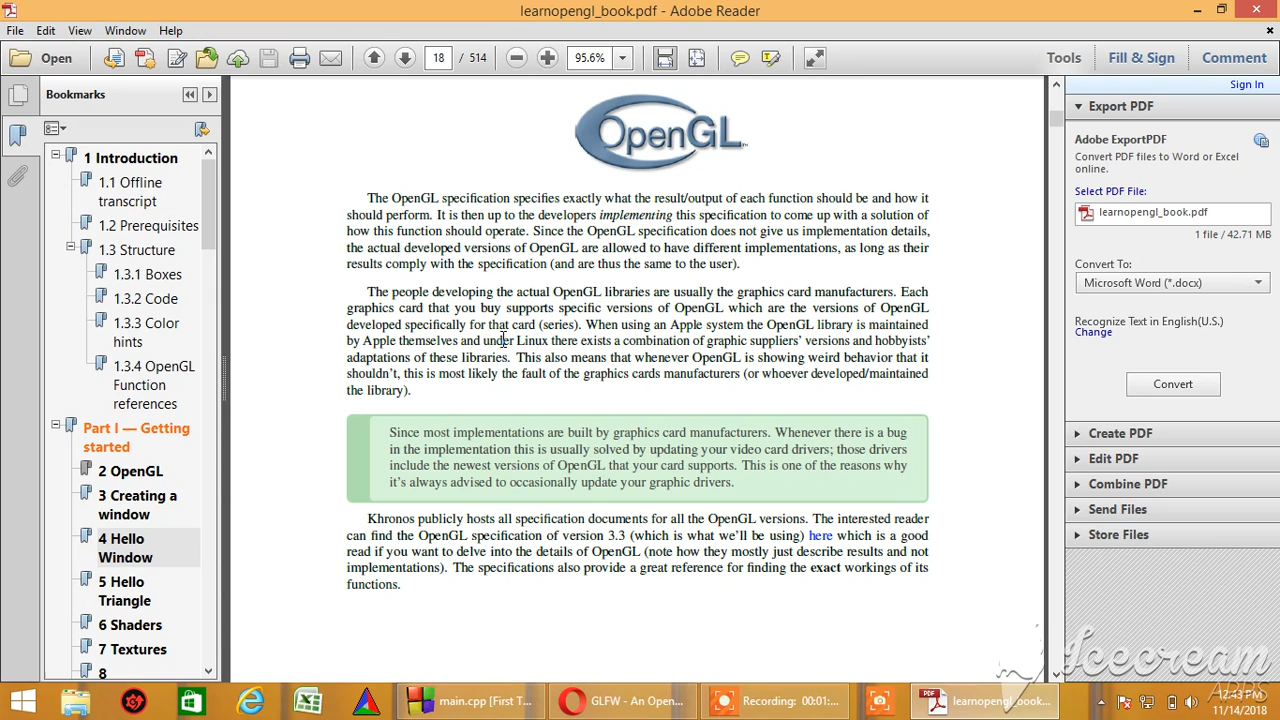 learnopengl_book.pdf - Adobe Reader
File Edit View Window Help
Open 18 / 514 95.6% Tools Fill & Sign Comment
Sign In
Bookmarks
1 Introduction
1.1 Offline
transcript
1.2 Prerequisites
1.3 Structure
1.3.1 Boxes
1.3.2 Code
1.3.3 Color
hints
1.3.4 OpenGL
Function
references
Part I — Getting
started
2 OpenGL
3 Creating a
window
4 Hello
Window
5 Hello
Triangle
6 Shaders
7 Textures
8
OpenGL™
The OpenGL specification specifies exactly what the result/output of each function should be and how it
should perform. It is then up to the developers implementing this specification to come up with a solution of
how this function should operate. Since the OpenGL specification does not give us implementation details,
the actual developed versions of OpenGL are allowed to have different implementations, as long as their
results comply with the specification (and are thus the same to the user).
The people developing the actual OpenGL libraries are usually the graphics card manufacturers. Each
graphics card that you buy supports specific versions of OpenGL which are the versions of OpenGL
developed specifically for that card (series). When using an Apple system the OpenGL library is maintained
by Apple themselves and under Linux there exists a combination of graphic suppliers' versions and hobbyists'
adaptations of these libraries. This also means that whenever OpenGL is showing weird behavior that it
shouldn't, this is most likely the fault of the graphics cards manufacturers (or whoever developed/maintained
the library).
Since most implementations are built by graphics card manufacturers. Whenever there is a bug
in the implementation this is usually solved by updating your video card drivers; those drivers
include the newest versions of OpenGL that your card supports. This is one of the reasons why
it's always advised to occasionally update your graphic drivers.
Khronos publicly hosts all specification documents for all the OpenGL versions. The interested reader
can find the OpenGL specification of version 3.3 (which is what we'll be using) here which is a good
read if you want to delve into the details of OpenGL (note how they mostly just describe results and not
implementations). The specifications also provide a great reference for finding the exact workings of its
functions.
Export PDF
Adobe ExportPDF
Convert PDF files to Word or Excel
online.
Select PDF File:
learnopengl_book.pdf
1 file / 42.71 MB
Convert To:
Microsoft Word (*.docx)
Recognize Text in English(U.S.)
Change
Convert
Create PDF
Edit PDF
Combine PDF
Send Files
Store Files
Icecream
APPS
main.cpp [First T... GLFW - An Open... Recording: 00:01:... learnopengl_book... 12:43 PM
11/14/2018